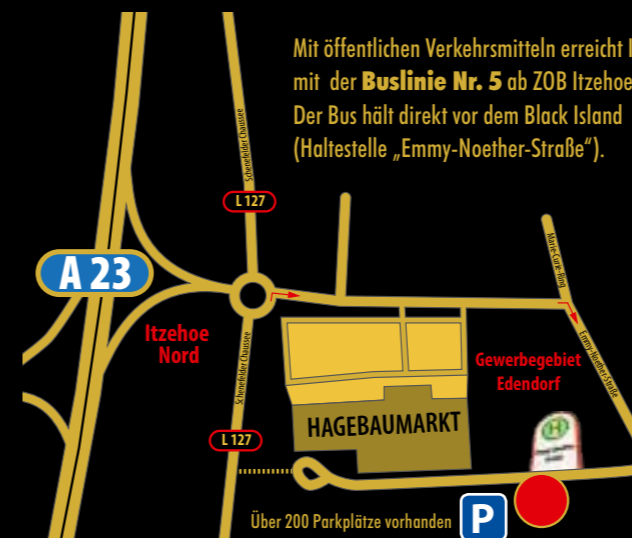 Mit öffentlichen Verkehrsmitteln erreicht I
mit der Buslinie Nr. 5 ab ZOB Itzehoe
Der Bus hält direkt vor dem Black Island
(Haltestelle „Emmy-Noether-Straße“).
Schenefelder Chaussee
L 127
A 23
Marie-Curie-Ring
Itzehoe
Nord
Schenefelder Chaussee
Emmy-Noether-Straße
Gewerbegebiet
Edendorf
HAGEBAUMARKT
H
L 127
Über 200 Parkplätze vorhanden
P